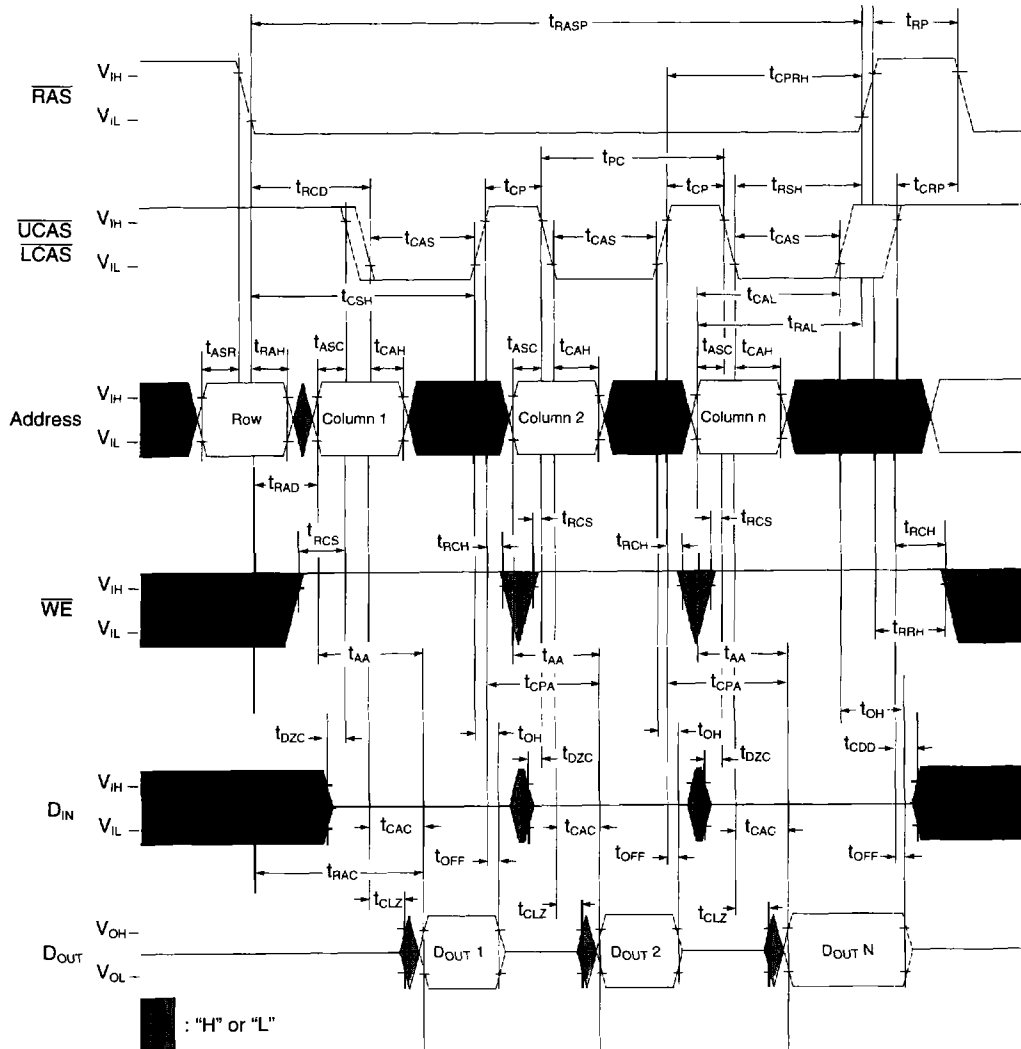 tRASP
tRP
VIH
tCPRH
RAS
VIL
tPC
tRCD
tCP
tCP
tRSH
tCRP
VIH
UCAS
tCAS
tCAS
tCAS
LCAS
VIL
tCSH
tCAL
tRAL
tASR
tRAH
tASC
tCAH
tASC
tCAH
tASC
tCAH
VIH
Address
Row
Column 1
Column 2
Column n
VIL
tRAD
tRCS
tRCS
tRCS
tRCH
tRCH
tRCH
VIH
WE
VIL
tRRH
tAA
tAA
tAA
tCPA
tCPA
tOH
tDZC
tOH
tOH
tCDD
tDZC
tDZC
VIH
DIN
VIL
tCAC
tCAC
tCAC
tOFF
tOFF
tOFF
tRAC
tCLZ
tCLZ
tCLZ
VOH
DOUT
DOUT 1
DOUT 2
DOUT N
VOL
: “H” or “L”